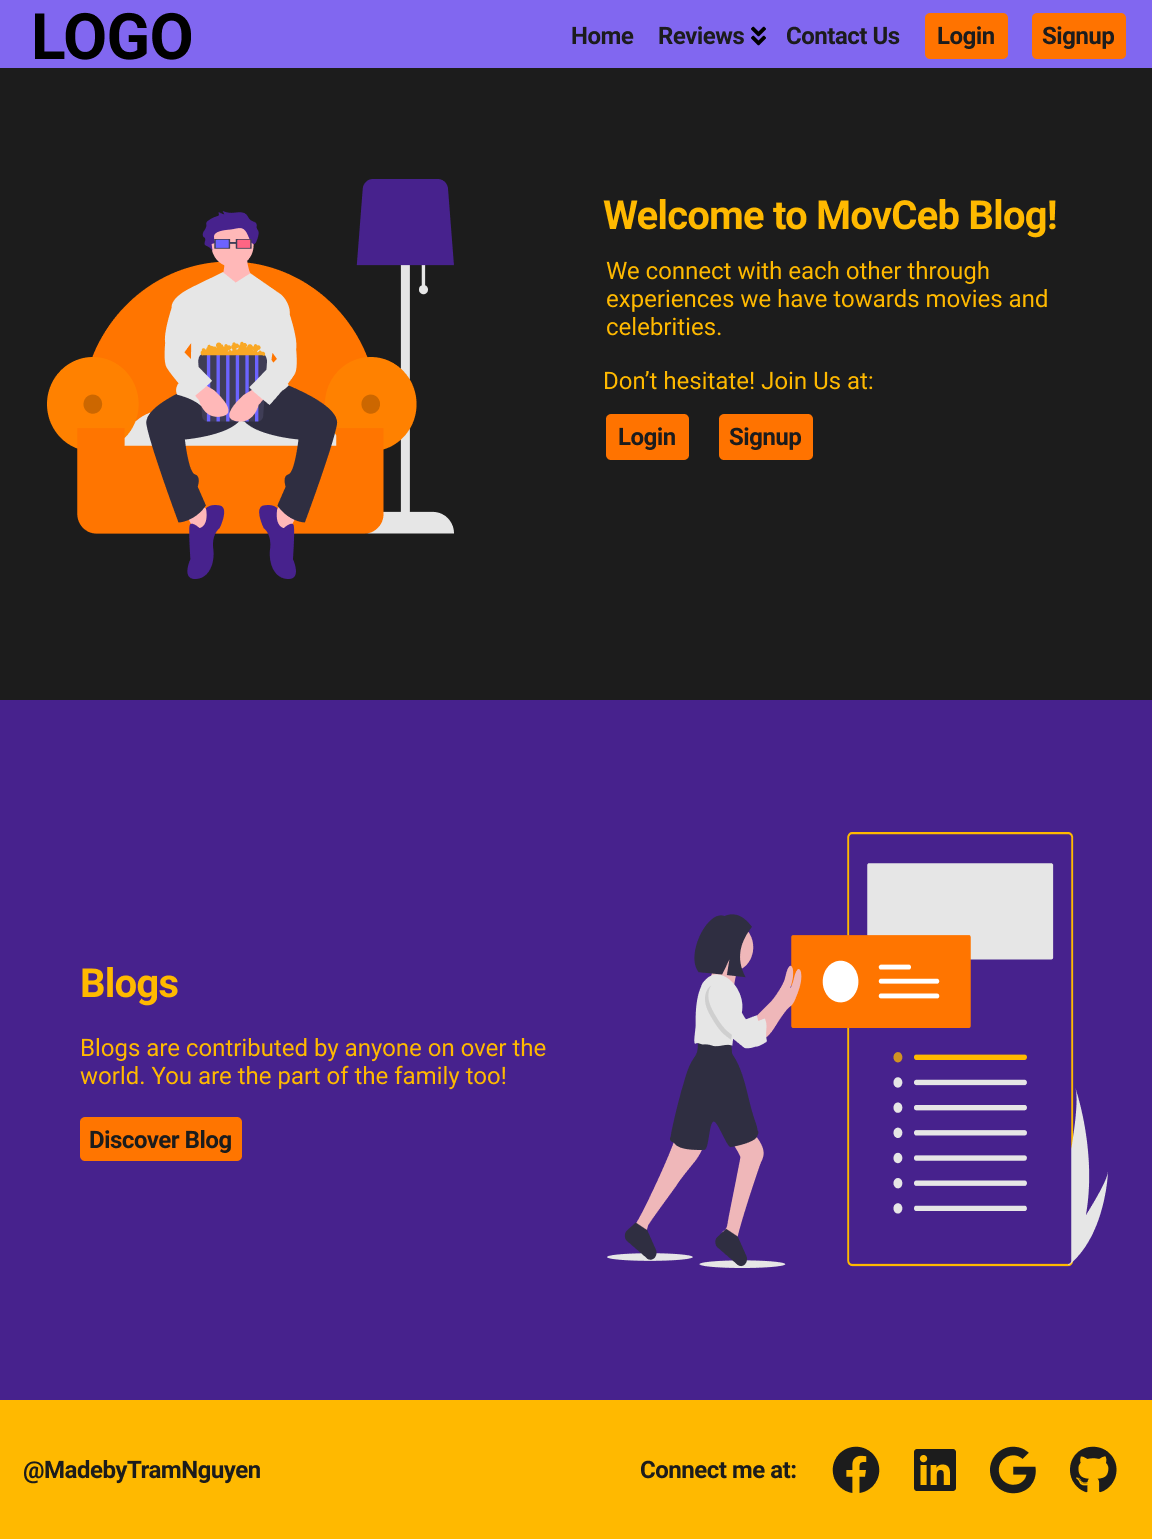 LOGO
Home
Reviews
Contact Us
Login
Signup
Welcome to MovCeb Blog!
We connect with each other through
experiences we have towards movies and
celebrities.
Don’t hesitate! Join Us at:
Login
Signup
Blogs
Blogs are contributed by anyone on over the
world. You are the part of the family too!
Discover Blog
@MadebyTramNguyen
Connect me at: